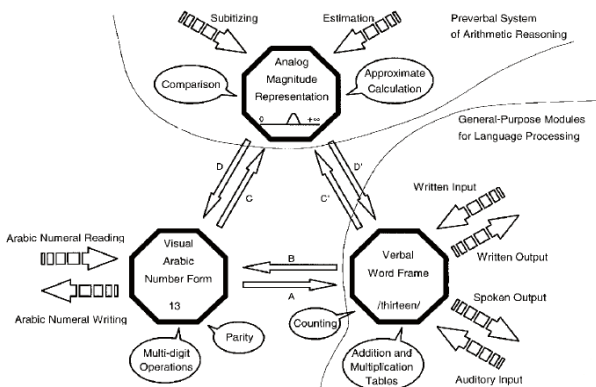 Subitizing
Estimation
Preverbal System
of Arithmetic Reasoning
Analog
Magnitude
Representation
0 +∞
Comparison
Approximate
Calculation
General-Purpose Modules
for Language Processing
D
C
C'
D'
Written Input
Written Output
Arabic Numeral Reading
Arabic Numeral Writing
Visual
Arabic
Number Form
13
B
A
Verbal
Word Frame
/thirteen/
Spoken Output
Auditory Input
Multi-digit
Operations
Parity
Counting
Addition and
Multiplication
Tables